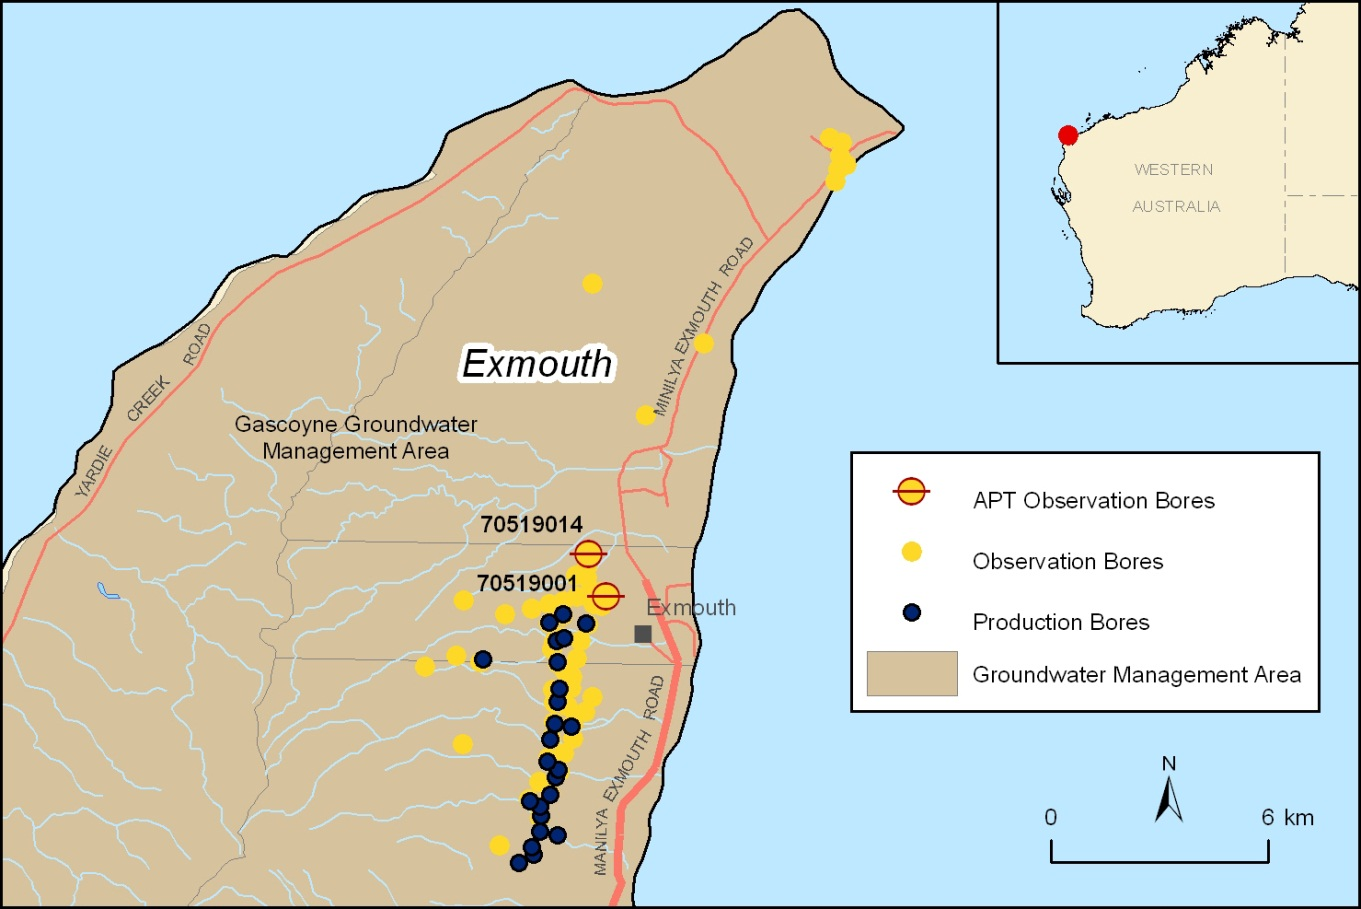 WESTERN
AUSTRALIA
MINILYA EXMOUTH ROAD
YARDIE CREEK ROAD
Exmouth
Gascoyne Groundwater
Management Area
70519014
70519001
Exmouth
MANILYA EXMOUTH ROAD
APT Observation Bores
Observation Bores
Production Bores
Groundwater Management Area
N
0 6 km